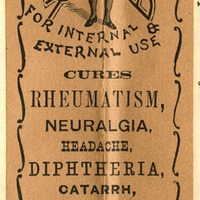 FOR INTERNAL &
EXTERNAL USE
CURES
RHEUMATISM,
NEURALGIA,
HEADACHE,
DIPHTHERIA,
CATARRH,